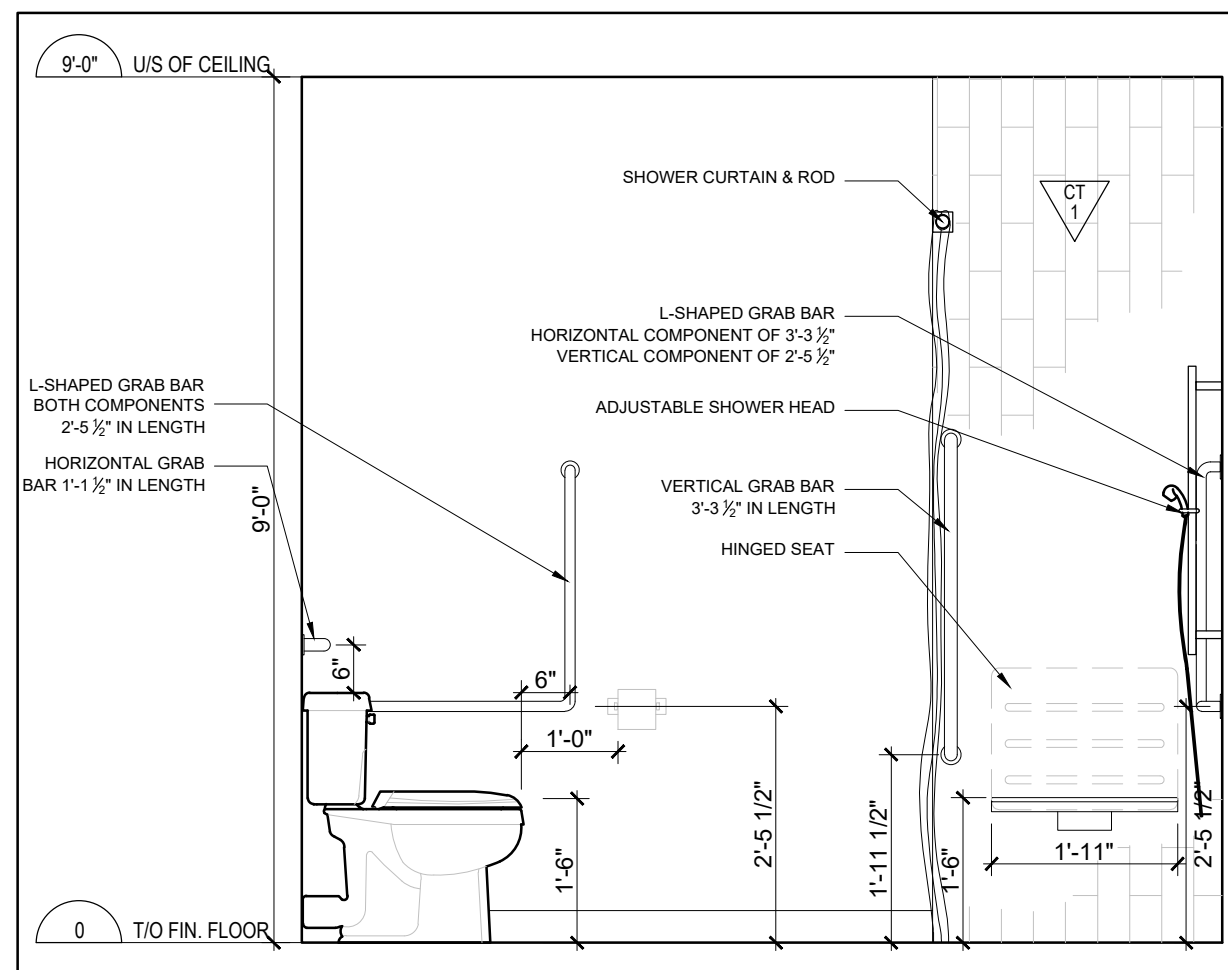 9'-0" U/S OF CEILING
SHOWER CURTAIN & ROD
CT
1
L-SHAPED GRAB BAR
HORIZONTAL COMPONENT OF 3'-3 ½"
VERTICAL COMPONENT OF 2'-5 ½"
L-SHAPED GRAB BAR
BOTH COMPONENTS
2'-5 ½" IN LENGTH
ADJUSTABLE SHOWER HEAD
HORIZONTAL GRAB
BAR 1'-1 ½" IN LENGTH
VERTICAL GRAB BAR
3'-3 ½" IN LENGTH
9'-0"
HINGED SEAT
6"
6"
1'-0"
1'-6"
2'-5 1/2"
1'-11 1/2"
1'-6"
1'-11"
2'-5 1/2"
0 T/O FIN. FLOOR